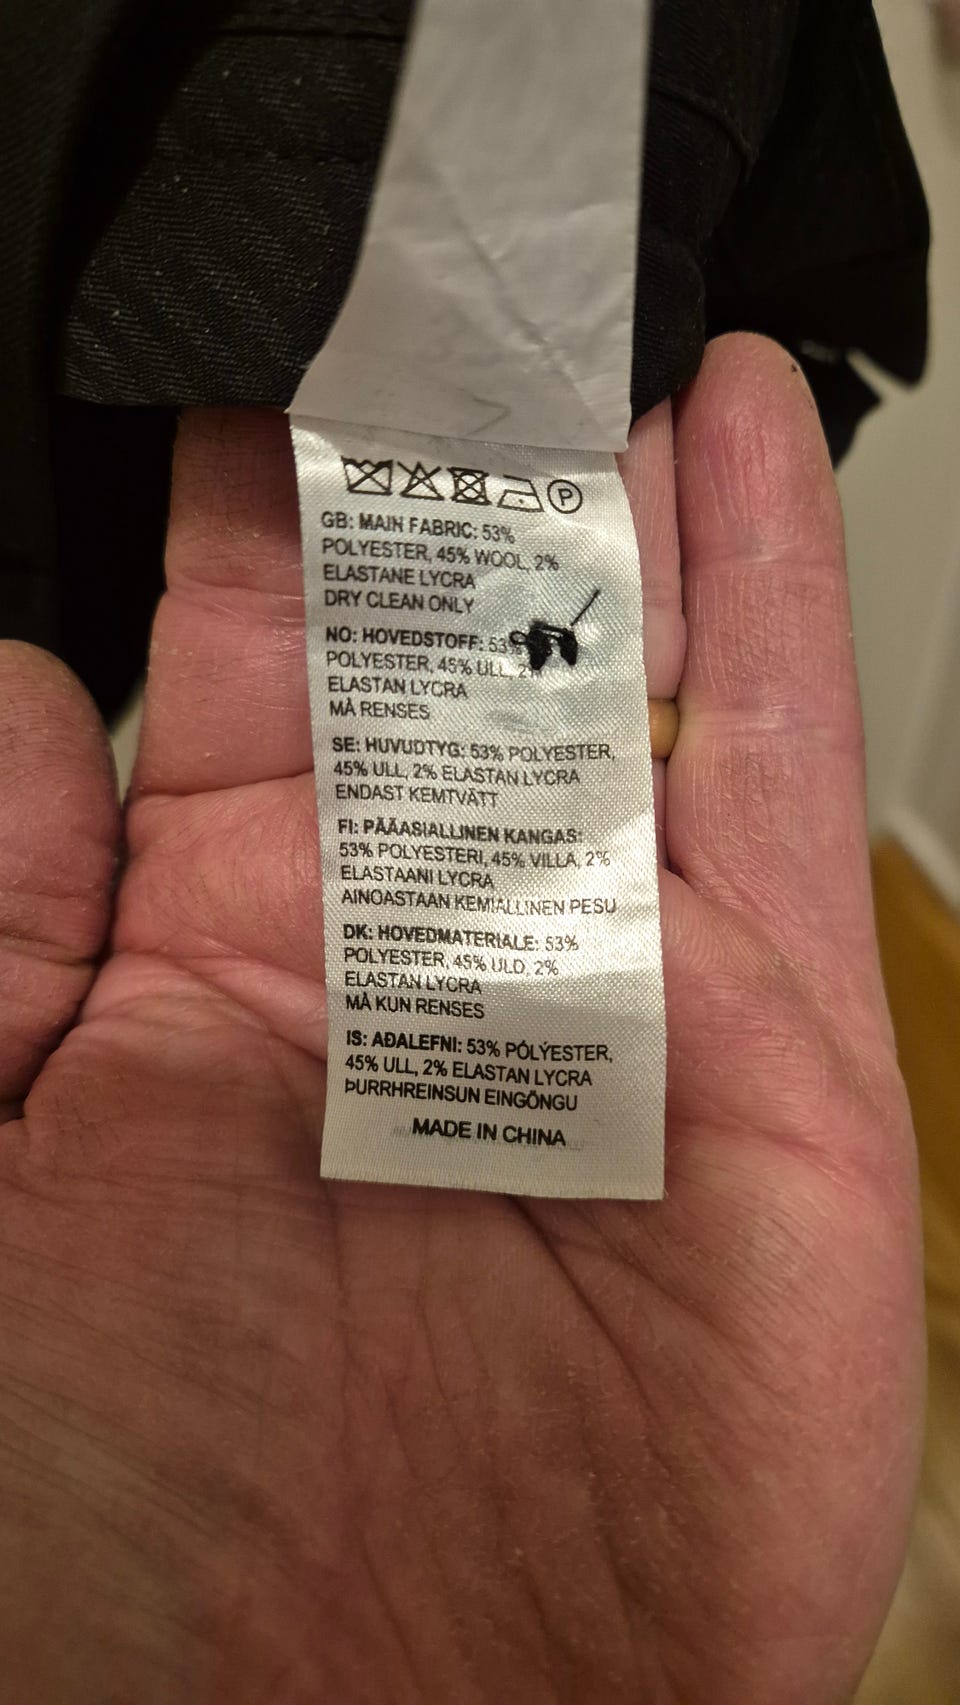 P
GB: MAIN FABRIC: 53%
POLYESTER, 45% WOOL, 2%
ELASTANE LYCRA
DRY CLEAN ONLY
NO: HOVEDSTOFF: 53%
POLYESTER, 45% ULL, 2
ELASTAN LYCRA
MÅ RENSES
SE: HUVUDTYG: 53% POLYESTER,
45% ULL, 2% ELASTAN LYCRA
ENDAST KEMTVÄTT
FI: PÄÄASIALLINEN KANGAS:
53% POLYESTERI, 45% VILLA, 2%
ELASTAANI LYCRA
AINOASTAAN KEMIALLINEN PESU
DK: HOVEDMATERIALE: 53%
POLYESTER, 45% ULD, 2%
ELASTAN LYCRA
MÅ KUN RENSES
IS: AÐALEFNI: 53% PÓLÝESTER,
45% ULL, 2% ELASTAN LYCRA
ÞURRHREINSUN EINGÖNGU
MADE IN CHINA